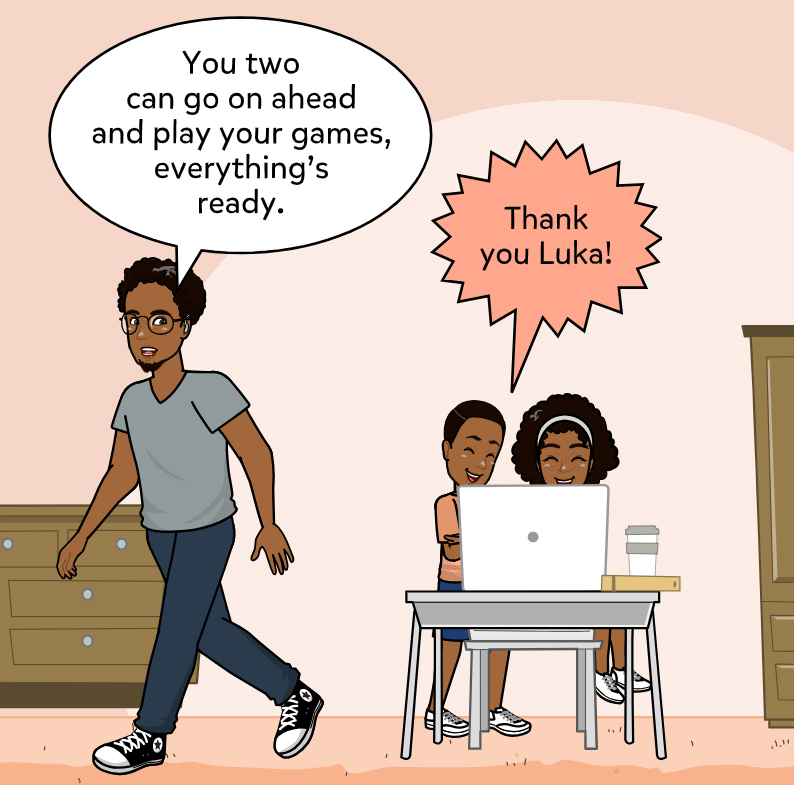 You two
can go on ahead
and play your games,
everything's
ready.
Thank
you Luka!